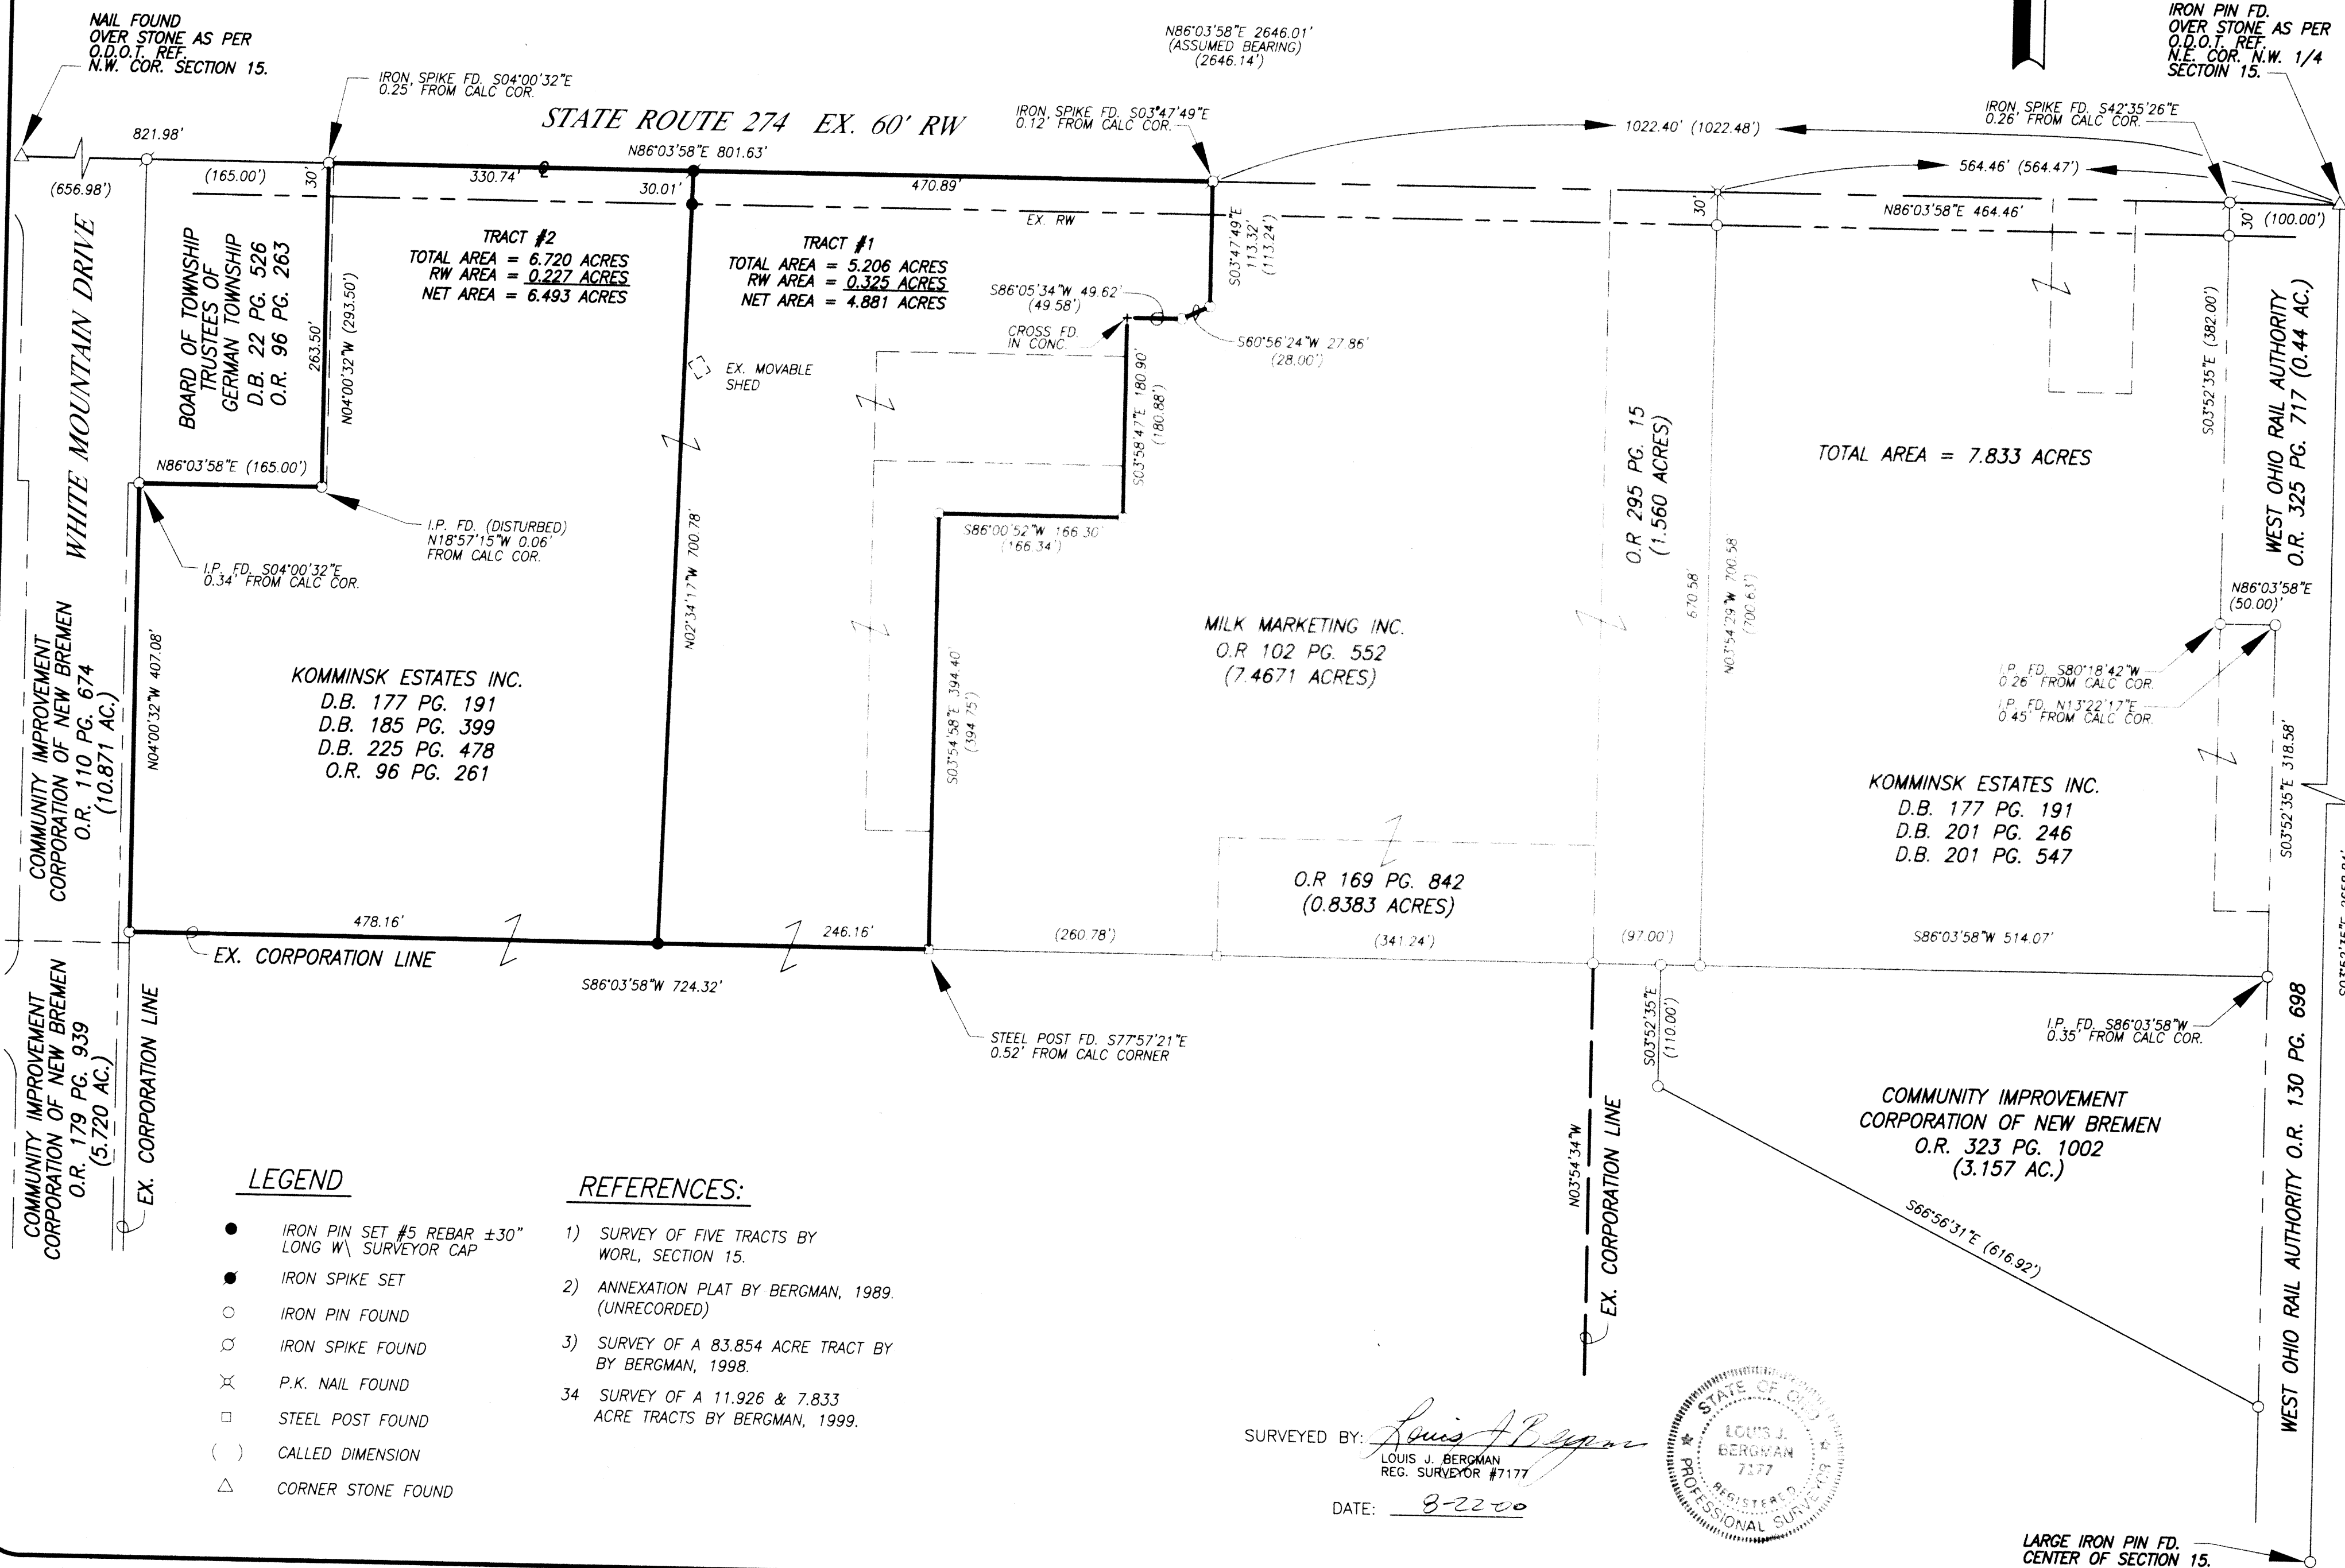 NAIL FOUND
OVER STONE AS PER
O.D.O.T. REF.
N.W. COR. SECTION 15.
IRON SPIKE FD. S04°00'32"E
0.25' FROM CALC COR.
N86°03'58"E 2646.01'
(ASSUMED BEARING)
(2646.14')
IRON PIN FD.
OVER STONE AS PER
O.D.O.T. REF.
N.E. COR. N.W. 1/4
SECTOIN 15.
STATE ROUTE 274 EX. 60' RW
IRON SPIKE FD. S03°47'49"E
0.12' FROM CALC COR.
IRON SPIKE FD. S42°35'26"E
0.26' FROM CALC COR.
821.98'
(656.98')
(165.00')
30'
N86°03'58"E 801.63'
330.74'
30.01'
470.89'
1022.40' (1022.48')
564.46' (564.47')
30'
N86°03'58"E 464.46'
30'
(100.00')
EX. RW
WHITE MOUNTAIN DRIVE
BOARD OF TOWNSHIP
TRUSTEES OF
GERMAN TOWNSHIP
D.B. 22 PG. 526
O.R. 96 PG. 263
263.50'
N04°00'32"W (293.50')
N86°03'58"E (165.00')
TRACT #2
TOTAL AREA = 6.720 ACRES
RW AREA = 0.227 ACRES
NET AREA = 6.493 ACRES
TRACT #1
TOTAL AREA = 5.206 ACRES
RW AREA = 0.325 ACRES
NET AREA = 4.881 ACRES
EX. MOVABLE
SHED
S86°05'34"W 49.62'
(49.58')
CROSS FD.
IN CONC.
S03°47'49"E
113.32'
(113.24')
S60°56'24"W 27.86'
(28.00')
S03°58'47"E 180.90'
(180.88')
S86°00'52"W 166.30'
(166.34')
S03°54'58"E 394.40'
(394.75')
N02°34'17"W 700.78'
I.P. FD. (DISTURBED)
N18°57'15"W 0.06'
FROM CALC COR.
I.P. FD. S04°00'32"E
0.34' FROM CALC COR.
N04°00'32"W 407.08'
KOMMINSK ESTATES INC.
D.B. 177 PG. 191
D.B. 185 PG. 399
D.B. 225 PG. 478
O.R. 96 PG. 261
MILK MARKETING INC.
O.R 102 PG. 552
(7.4671 ACRES)
O.R 295 PG. 15
(1.560 ACRES)
670.58'
N03°54'29"W 700.58
(700.63')
TOTAL AREA = 7.833 ACRES
S03°52'35"E (382.00')
WEST OHIO RAIL AUTHORITY
O.R. 325 PG. 717 (0.44 AC.)
N86°03'58"E
(50.00)'
I.P. FD. S80°18'42"W
0.26' FROM CALC COR.
I.P. FD. N13°22'17"E
0.45' FROM CALC COR.
S03°52'35"E 318.58'
KOMMINSK ESTATES INC.
D.B. 177 PG. 191
D.B. 201 PG. 246
D.B. 201 PG. 547
O.R 169 PG. 842
(0.8383 ACRES)
COMMUNITY IMPROVEMENT
CORPORATION OF NEW BREMEN
O.R. 110 PG. 674
(10.871 AC.)
COMMUNITY IMPROVEMENT
CORPORATION OF NEW BREMEN
O.R. 179 PG. 939
(5.720 AC.)
478.16'
EX. CORPORATION LINE
EX. CORPORATION LINE
S86°03'58"W 724.32'
246.16'
(260.78')
(341.24')
(97.00')
S86°03'58"W 514.07'
STEEL POST FD. S77°57'21"E
0.52' FROM CALC CORNER
S03°52'35"E
(110.00')
I.P. FD. S86°03'58"W
0.35' FROM CALC COR.
COMMUNITY IMPROVEMENT
CORPORATION OF NEW BREMEN
O.R. 323 PG. 1002
(3.157 AC.)
S66°56'31"E (616.92')
N03°54'34"W
EX. CORPORATION LINE
WEST OHIO RAIL AUTHORITY O.R. 130 PG. 698
LEGEND
IRON PIN SET #5 REBAR ±30"
LONG W\ SURVEYOR CAP
IRON SPIKE SET
IRON PIN FOUND
IRON SPIKE FOUND
P.K. NAIL FOUND
STEEL POST FOUND
( ) CALLED DIMENSION
CORNER STONE FOUND
REFERENCES:
1) SURVEY OF FIVE TRACTS BY
WORL, SECTION 15.
2) ANNEXATION PLAT BY BERGMAN, 1989.
(UNRECORDED)
3) SURVEY OF A 83.854 ACRE TRACT BY
BY BERGMAN, 1998.
34 SURVEY OF A 11.926 & 7.833
ACRE TRACTS BY BERGMAN, 1999.
SURVEYED BY: Louis J Bergman
LOUIS J. BERGMAN
REG. SURVEYOR #7177
DATE: 8-22-00
STATE OF OHIO
LOUIS J.
BERGMAN
7177
REGISTERED
PROFESSIONAL SURVEYOR
LARGE IRON PIN FD.
CENTER OF SECTION 15.